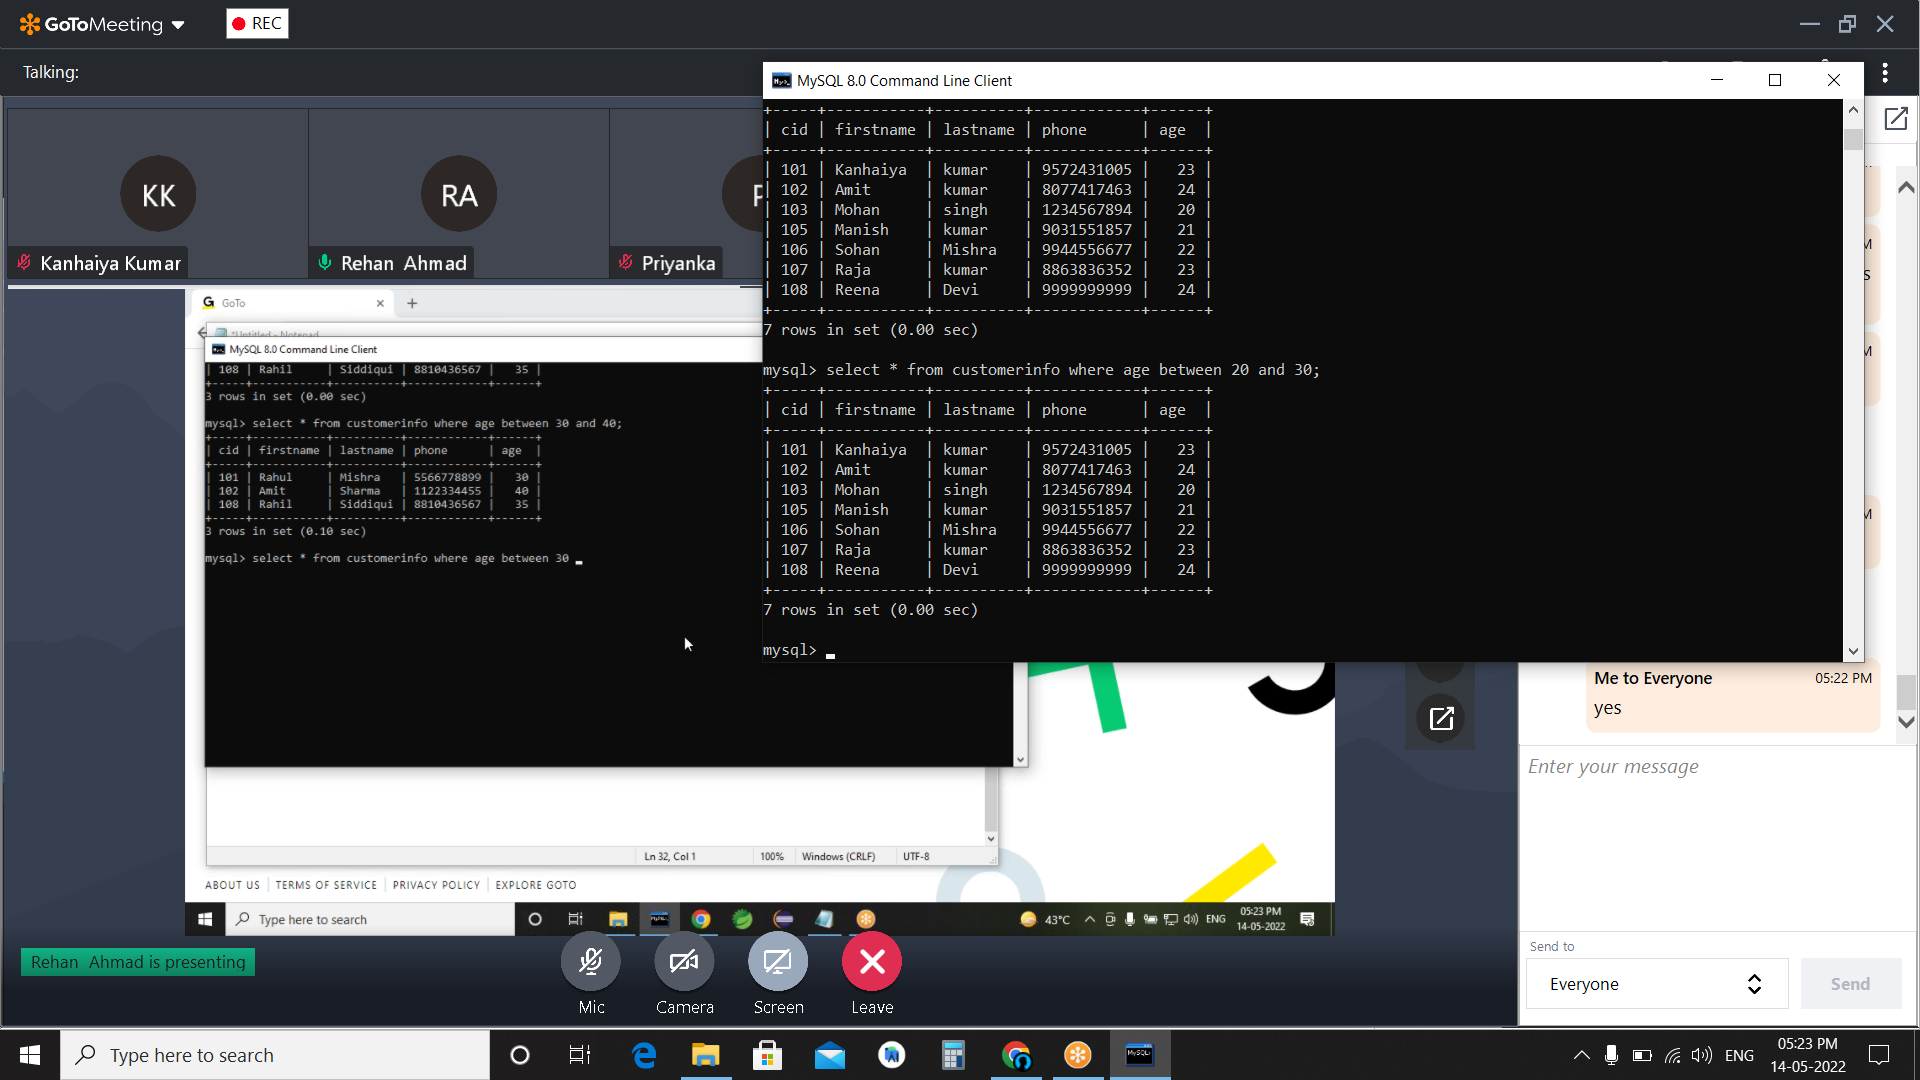 GoToMeeting
REC
Talking:
KK
RA
Kanhaiya Kumar
Rehan Ahmad
Priyanka
MySQL 8.0 Command Line Client
+-----+-----------+----------+------------+------+
| cid | firstname | lastname | phone      | age  |
+-----+-----------+----------+------------+------+
| 101 | Kanhaiya  | kumar    | 9572431005 |   23 |
| 102 | Amit      | kumar    | 8077417463 |   24 |
| 103 | Mohan     | singh    | 1234567894 |   20 |
| 105 | Manish    | kumar    | 9031551857 |   21 |
| 106 | Sohan     | Mishra   | 9944556677 |   22 |
| 107 | Raja      | kumar    | 8863836352 |   23 |
| 108 | Reena     | Devi     | 9999999999 |   24 |
+-----+-----------+----------+------------+------+
7 rows in set (0.00 sec)
mysql> select * from customerinfo where age between 20 and 30;
+-----+-----------+----------+------------+------+
| cid | firstname | lastname | phone      | age  |
+-----+-----------+----------+------------+------+
| 101 | Kanhaiya  | kumar    | 9572431005 |   23 |
| 102 | Amit      | kumar    | 8077417463 |   24 |
| 103 | Mohan     | singh    | 1234567894 |   20 |
| 105 | Manish    | kumar    | 9031551857 |   21 |
| 106 | Sohan     | Mishra   | 9944556677 |   22 |
| 107 | Raja      | kumar    | 8863836352 |   23 |
| 108 | Reena     | Devi     | 9999999999 |   24 |
+-----+-----------+----------+------------+------+
7 rows in set (0.00 sec)
mysql>
GoTo
*Untitled - Notepad
MySQL 8.0 Command Line Client
| 108 | Rahil     | Siddiqui | 8810436567 |   35 |
+-----+-----------+----------+------------+------+
3 rows in set (0.00 sec)
mysql> select * from customerinfo where age between 30 and 40;
+-----+-----------+----------+------------+------+
| cid | firstname | lastname | phone      | age  |
+-----+-----------+----------+------------+------+
| 101 | Rahul     | Mishra   | 5566778899 |   30 |
| 102 | Amit      | Sharma   | 1122334455 |   40 |
| 108 | Rahil     | Siddiqui | 8810436567 |   35 |
+-----+-----------+----------+------------+------+
3 rows in set (0.10 sec)
mysql> select * from customerinfo where age between 30
Ln 32, Col 1 100% Windows (CRLF) UTF-8
ABOUT US TERMS OF SERVICE PRIVACY POLICY EXPLORE GOTO
Type here to search
43°C ENG 05:23 PM
14-05-2022
Me to Everyone 05:22 PM
yes
Enter your message
Send to
Everyone
Send
Rehan Ahmad is presenting
Mic
Camera
Screen
Leave
Type here to search
MySQL
ENG
05:23 PM
14-05-2022